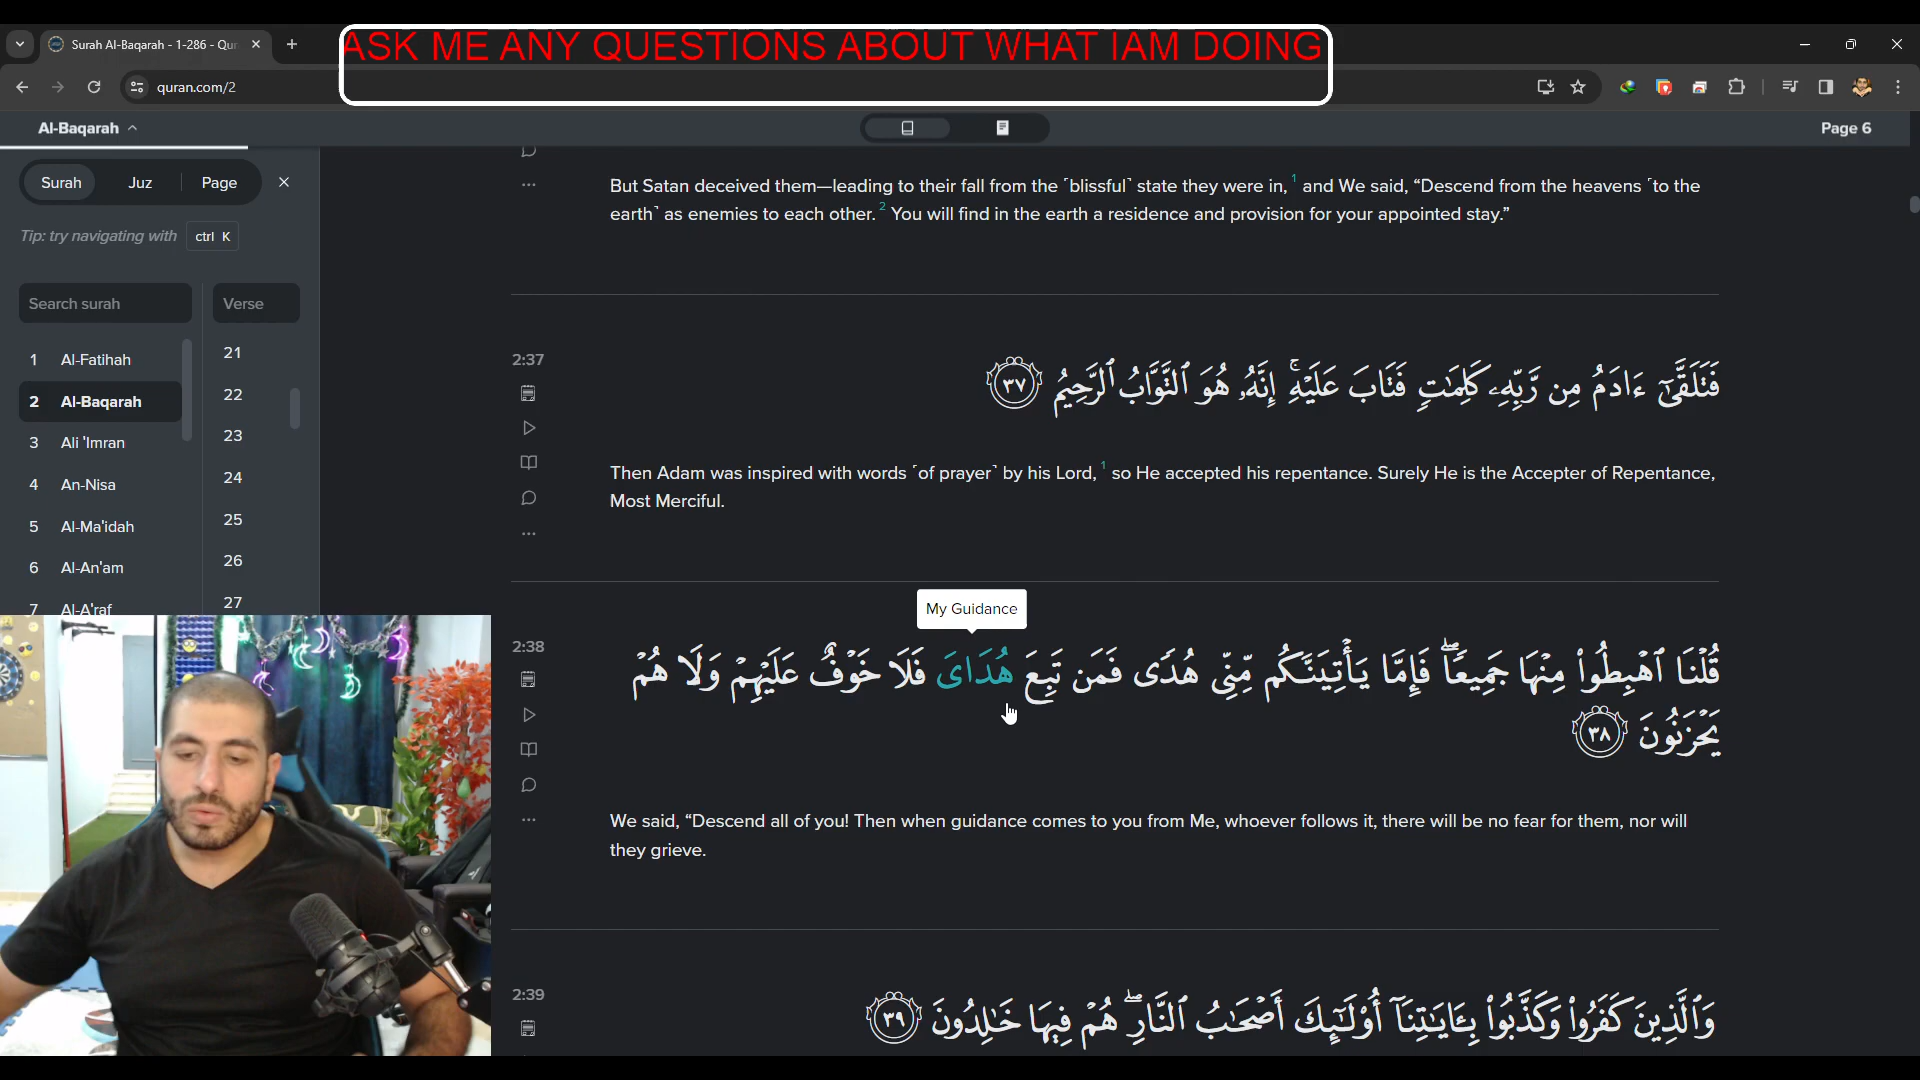 Surah Al-Baqarah - 1-286 - Qu
ASK ME ANY QUESTIONS ABOUT WHAT IAM DOING
quran.com/2
Al-Baqarah
Page 6
Surah
Juz
Page
Tip: try navigating with
ctrl K
Search surah
Verse
1 Al-Fatihah
2 Al-Baqarah
3 Ali 'Imran
4 An-Nisa
5 Al-Ma'idah
6 Al-An'am
7 Al-A'raf
21
22
23
24
25
26
27
But Satan deceived them—leading to their fall from the ˹blissful˺ state they were in, 1 and We said, “Descend from the heavens ˹to the
earth˺ as enemies to each other. 2 You will find in the earth a residence and provision for your appointed stay.”
2:37
فَتَلَقَّىٰٓ ءَادَمُ مِن رَّبِّهِۦ كَلِمَـٰتٍ فَتَابَ عَلَيْهِ ۚ إِنَّهُۥ هُوَ ٱلتَّوَّابُ ٱلرَّحِيمُ ٣٧
Then Adam was inspired with words ˹of prayer˺ by his Lord, 1 so He accepted his repentance. Surely He is the Accepter of Repentance,
Most Merciful.
My Guidance
2:38
قُلْنَا ٱهْبِطُوا۟ مِنْهَا جَمِيعًا ۖ فَإِمَّا يَأْتِيَنَّكُم مِّنِّى هُدًى فَمَن تَبِعَ هُدَاىَ فَلَا خَوْفٌ عَلَيْهِمْ وَلَا هُمْ
يَحْزَنُونَ ٣٨
We said, “Descend all of you! Then when guidance comes to you from Me, whoever follows it, there will be no fear for them, nor will
they grieve.
2:39
وَٱلَّذِينَ كَفَرُوا۟ وَكَذَّبُوا۟ بِـَٔايَـٰتِنَآ أُو۟لَـٰٓئِكَ أَصْحَـٰبُ ٱلنَّارِ ۖ هُمْ فِيهَا خَـٰلِدُونَ ٣٩